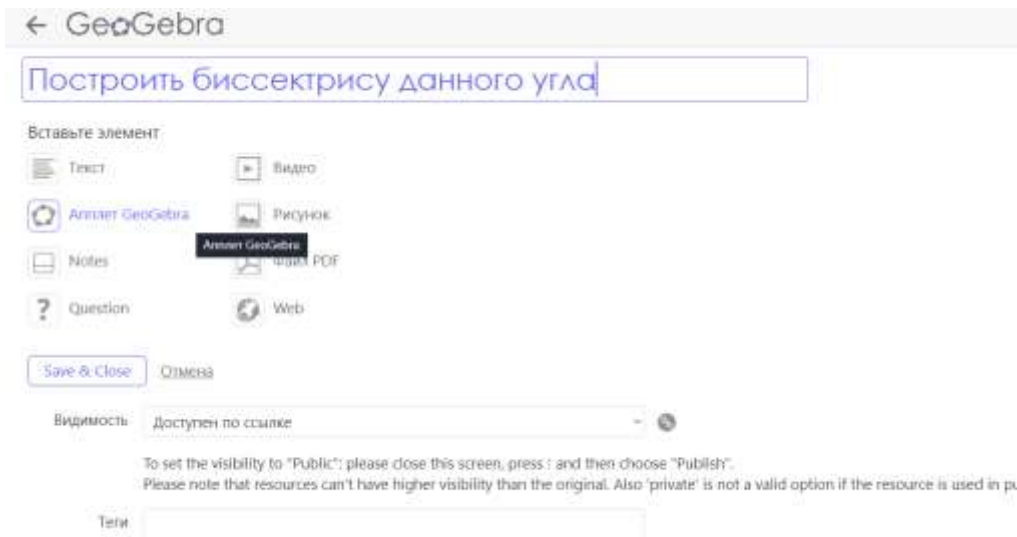 ← GeoGebra
Построить биссектрису данного угла
Вставьте элемент
Текст Видео
Апплет GeoGebra Рисунок
Апплет GeoGebra
Notes Файл PDF
? Question Web
Save & Close Отмена
Видимость Доступен по ссылке
To set the visibility to "Public": please close this screen, press : and then choose "Publish".
Please note that resources can't have higher visibility than the original. Also 'private' is not a valid option if the resource is used in pu
Теги